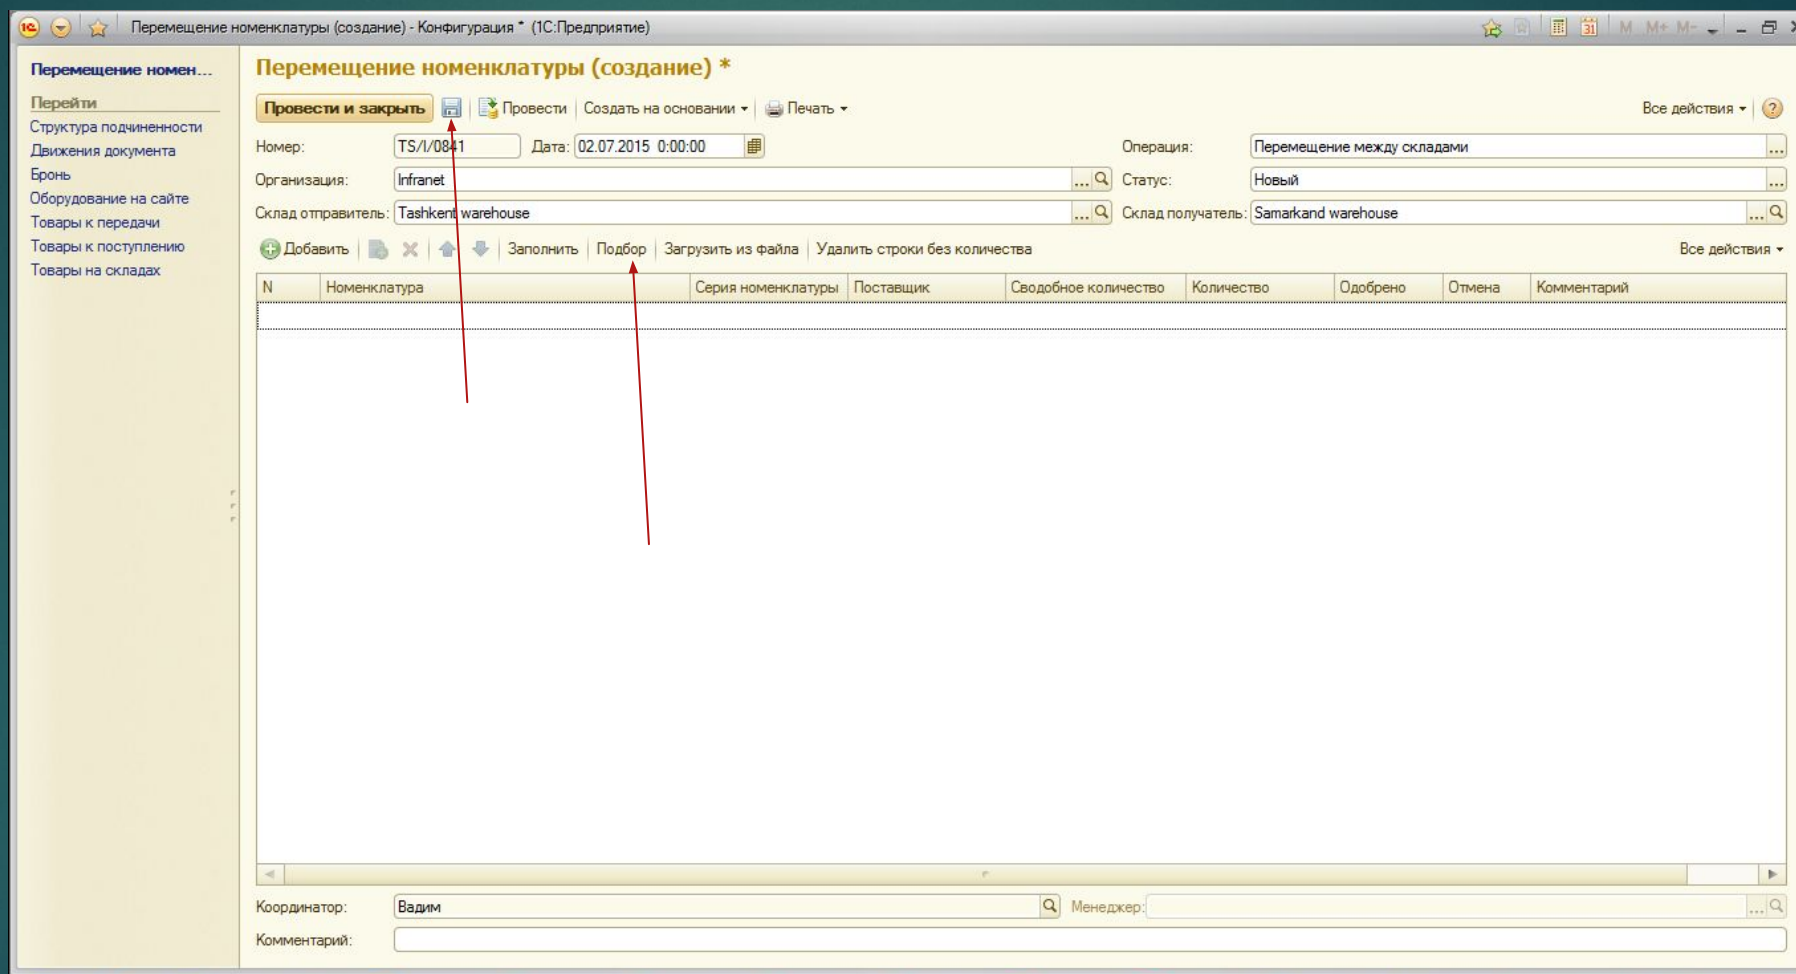 1С Перемещение номенклатуры (создание) - Конфигурация * (1С:Предприятие) 31 M M+ M-
Перемещение номен...
Перейти
Структура подчиненности
Движения документа
Бронь
Оборудование на сайте
Товары к передачи
Товары к поступлению
Товары на складах
Перемещение номенклатуры (создание) *
Провести и закрыть Провести Создать на основании Печать Все действия ?
Номер: TS/I/0841 Дата: 02.07.2015 0:00:00 Операция: Перемещение между складами ...
Организация: Infranet ... Статус: Новый ...
Склад отправитель: Tashkent warehouse ... Склад получатель: Samarkand warehouse ...
Добавить Заполнить Подбор Загрузить из файла Удалить строки без количества Все действия
N Номенклатура Серия номенклатуры Поставщик Сводобное количество Количество Одобрено Отмена Комментарий
Координатор: Вадим Менеджер: ...
Комментарий: